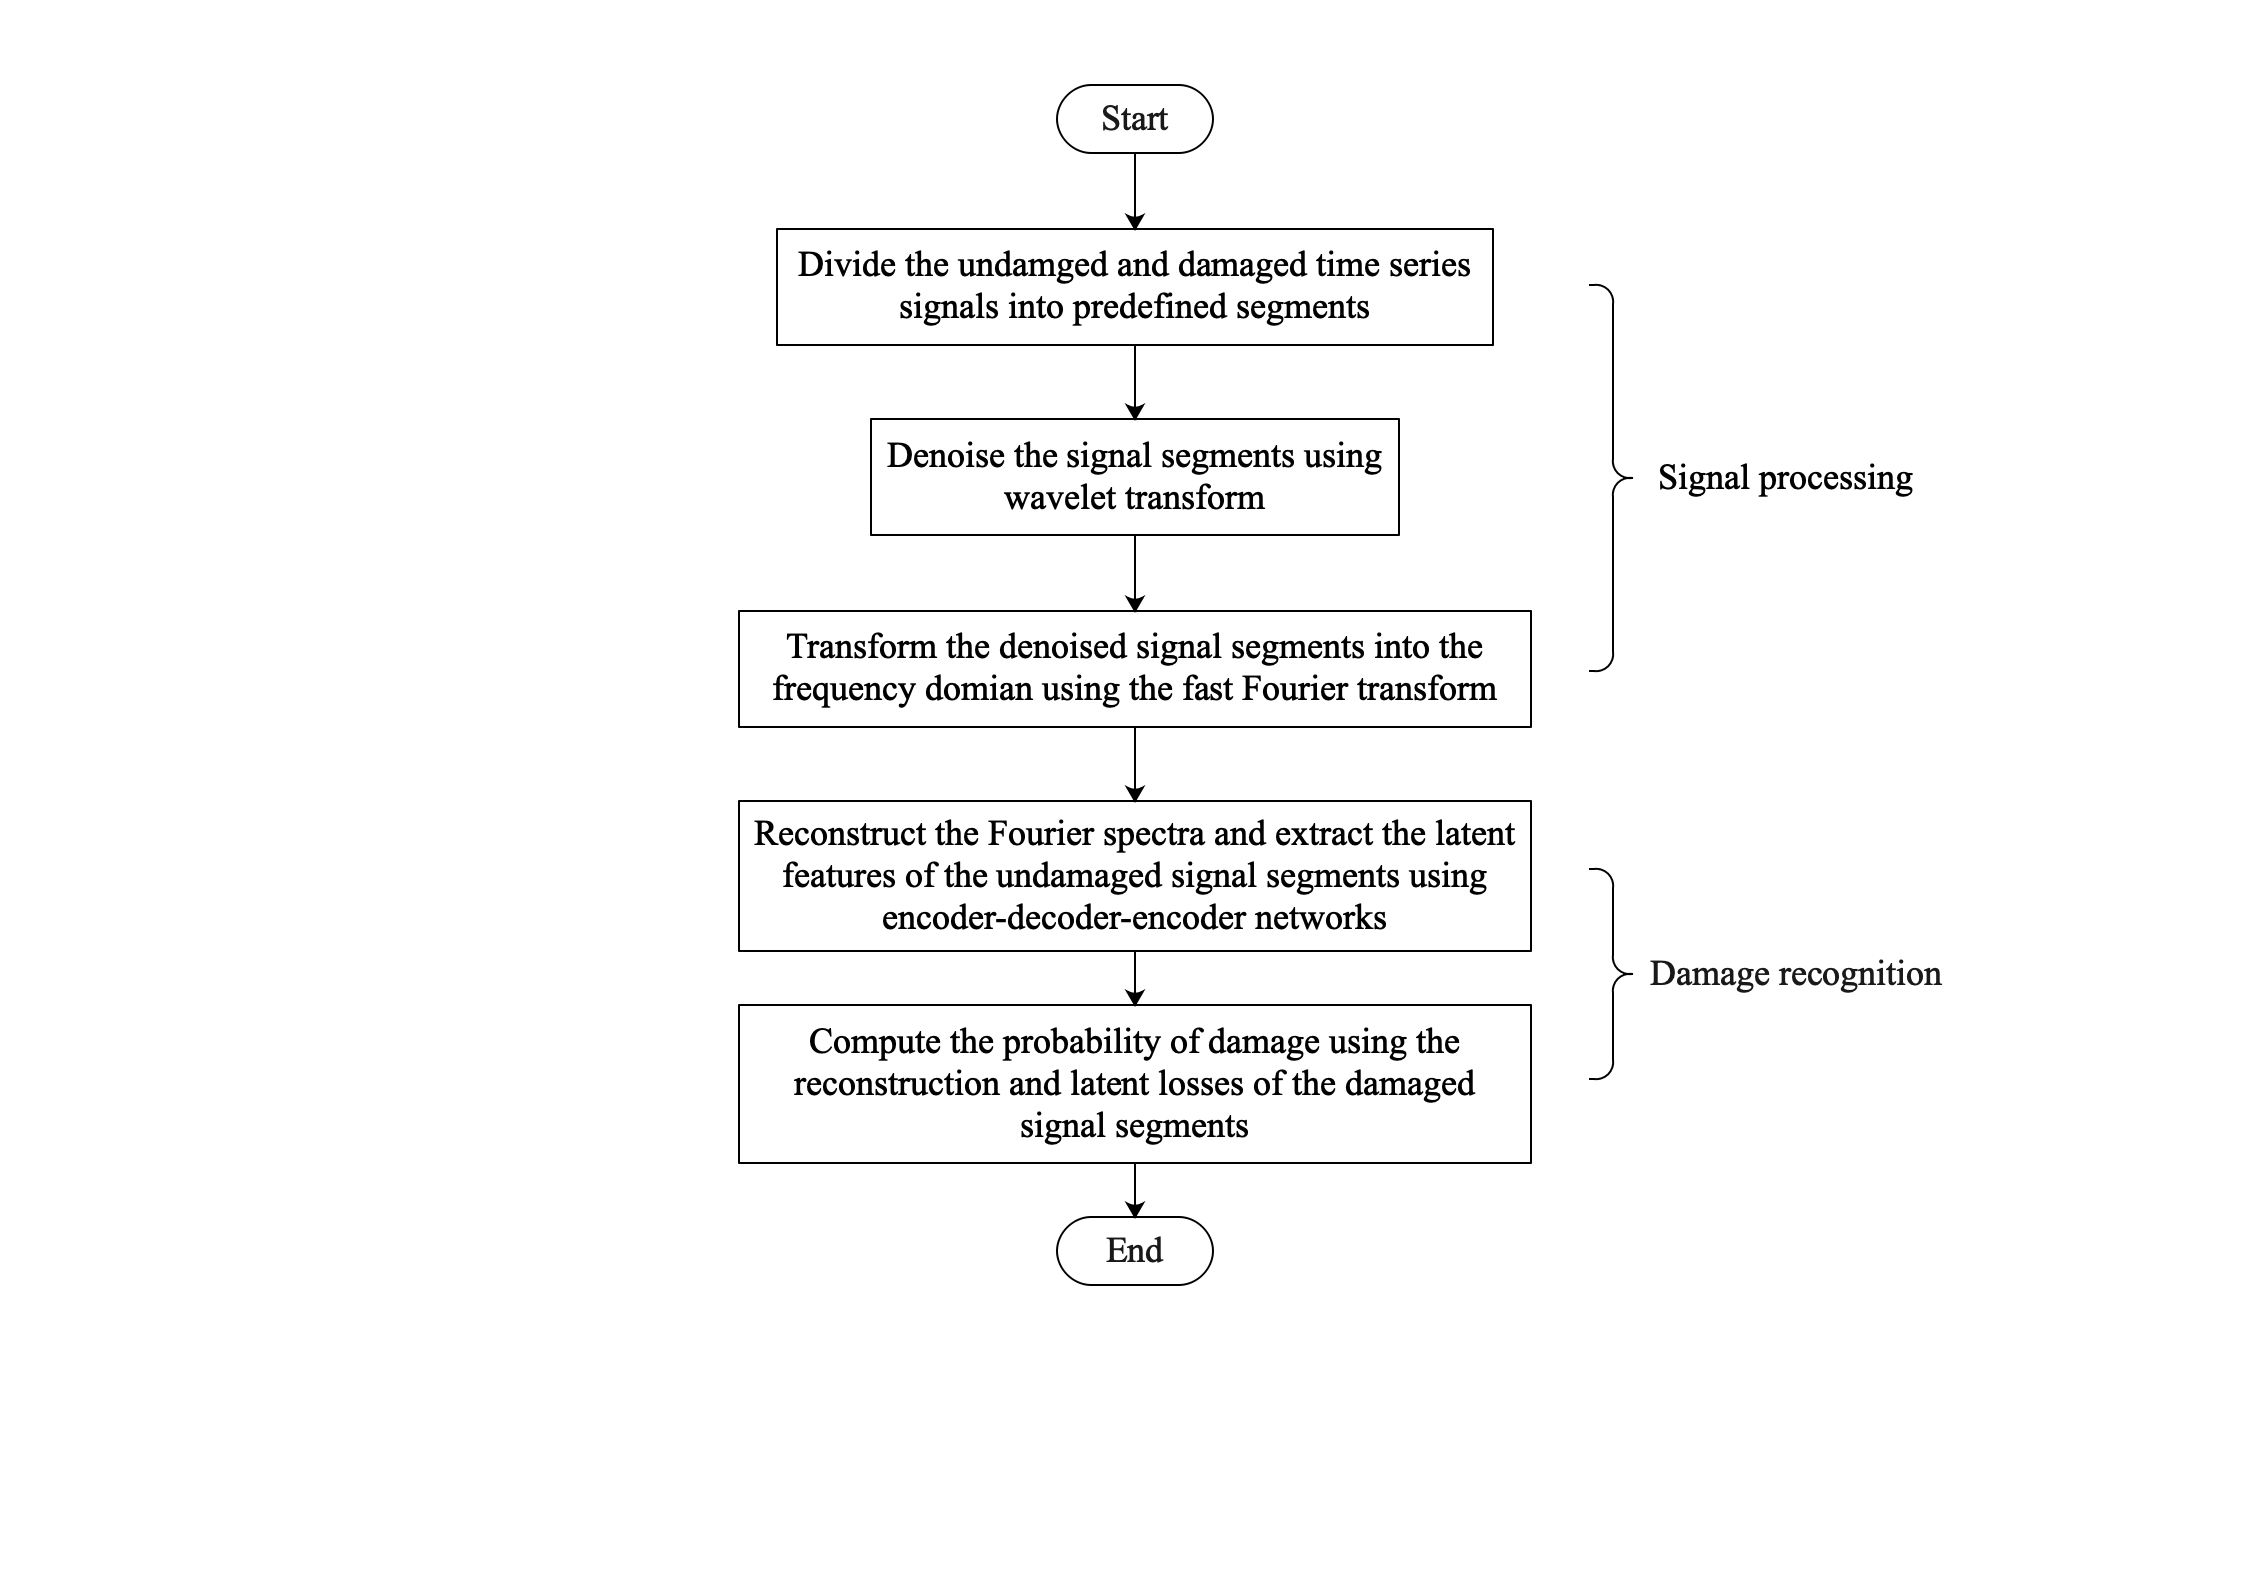 Start
Divide the undamged and damaged time series
signals into predefined segments
Denoise the signal segments using
wavelet transform
Signal processing
Transform the denoised signal segments into the
frequency domian using the fast Fourier transform
Reconstruct the Fourier spectra and extract the latent
features of the undamaged signal segments using
encoder-decoder-encoder networks
Damage recognition
Compute the probability of damage using the
reconstruction and latent losses of the damaged
signal segments
End